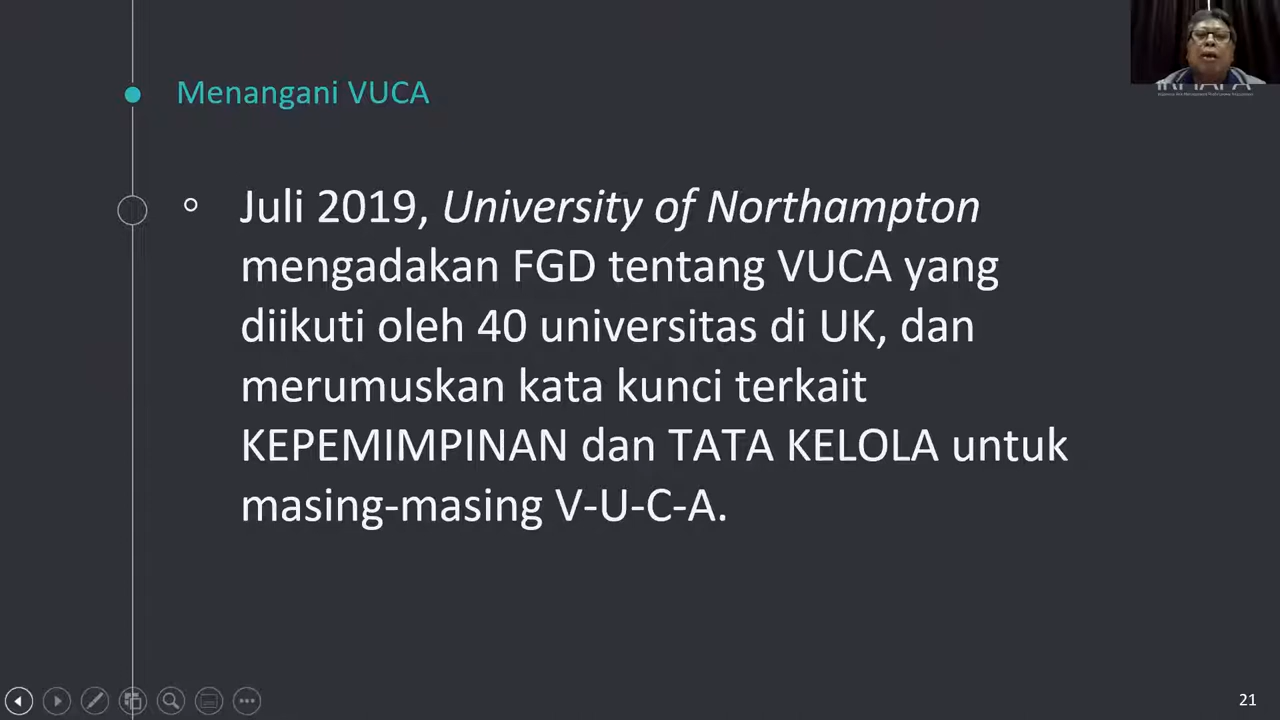 Menangani VUCA
Juli 2019, University of Northampton
mengadakan FGD tentang VUCA yang
diikuti oleh 40 universitas di UK, dan
merumuskan kata kunci terkait
KEPEMIMPINAN dan TATA KELOLA untuk
masing-masing V-U-C-A.
21